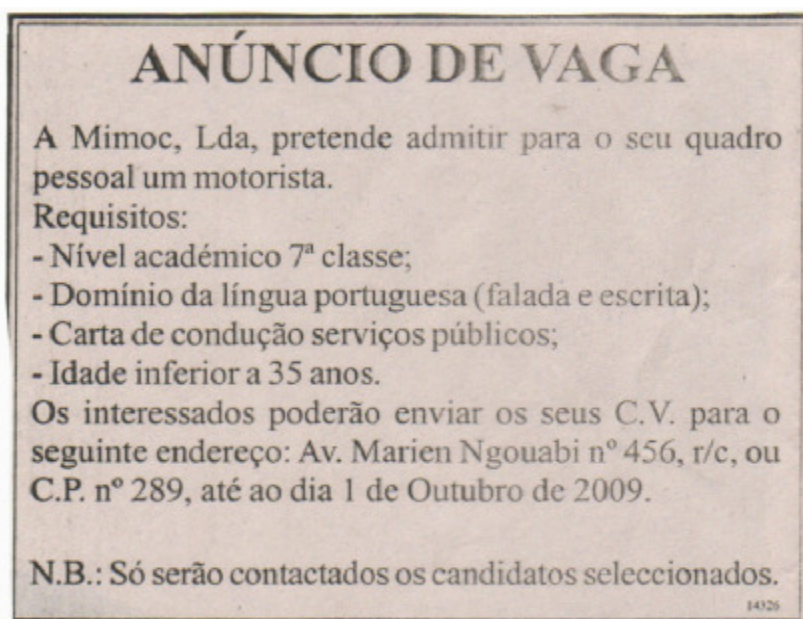 ANÚNCIO DE VAGA
A Mimoc, Lda, pretende admitir para o seu quadro
pessoal um motorista.
Requisitos:
- Nível académico 7ª classe;
- Domínio da língua portuguesa (falada e escrita);
- Carta de condução serviços públicos;
- Idade inferior a 35 anos.
Os interessados poderão enviar os seus C.V. para o
seguinte endereço: Av. Marien Ngouabi nº 456, r/c, ou
C.P. nº 289, até ao dia 1 de Outubro de 2009.
N.B.: Só serão contactados os candidatos seleccionados.
14326